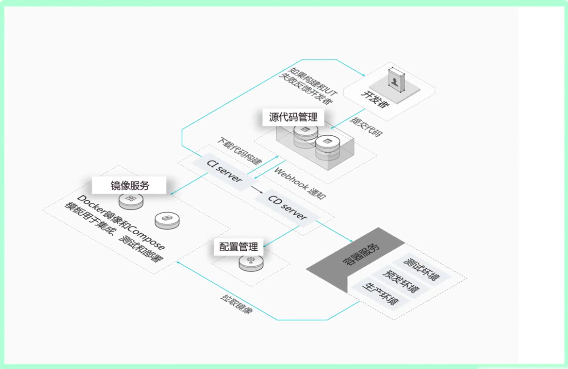 如果构建和UT
失败反馈开发者
开发者
源代码管理
提交代码
下载代码构建
CI server
Webhook 通知
镜像服务
CD server
Docker镜像和Compose
模板用于集成、测试和部署
配置管理
容器服务
测试环境
预发环境
生产环境
拉取镜像